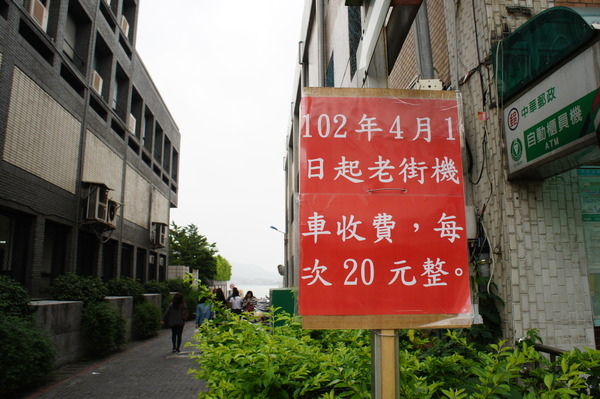 102年4月1
日起老街機
車收費，每
次20元整。
中華郵政
自動櫃員機
ATM